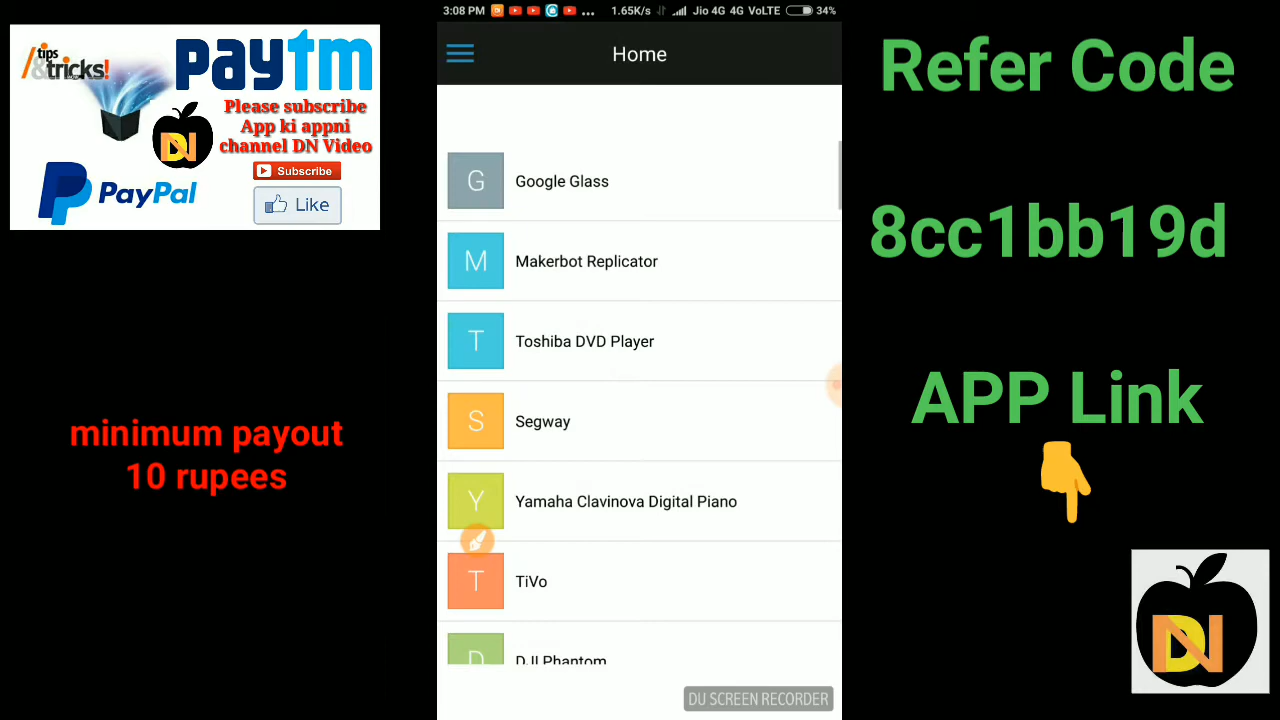 tips
&tricks!
paytm
Please subscribe
App ki appni
channel DN Video
DN
Subscribe
PayPal
Like
minimum payout
10 rupees
3:08 PM ... 1.65K/s Jio 4G 4G VoLTE 34%
Home
G Google Glass
M Makerbot Replicator
T Toshiba DVD Player
S Segway
Y Yamaha Clavinova Digital Piano
T TiVo
D DJI Phantom
DU SCREEN RECORDER
Refer Code
8cc1bb19d
APP Link
DN